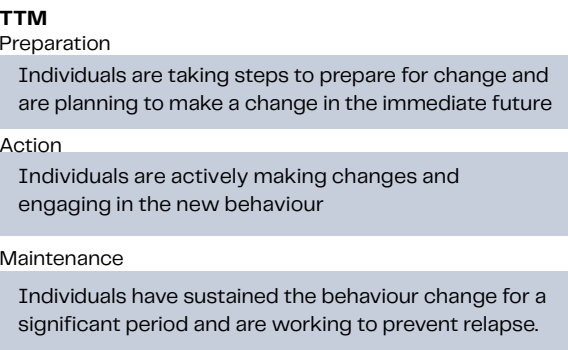 TTM
Preparation
Individuals are taking steps to prepare for change and
are planning to make a change in the immediate future
Action
Individuals are actively making changes and
engaging in the new behaviour
Maintenance
Individuals have sustained the behaviour change for a
significant period and are working to prevent relapse.